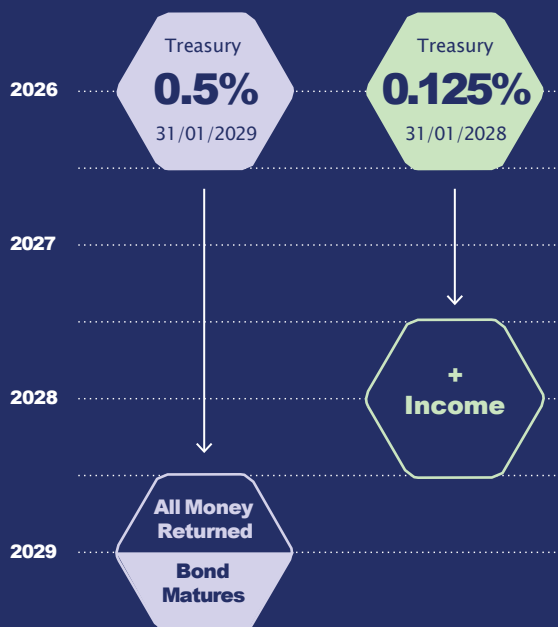 2026
Treasury
0.5%
31/01/2029
Treasury
0.125%
31/01/2028
2027
2028
+
Income
2029
All Money
Returned
Bond
Matures